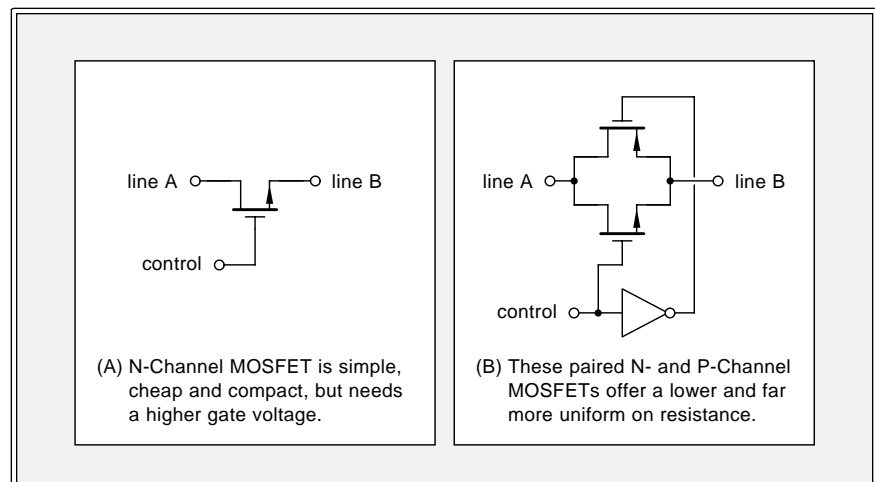 line A
line B
control
(A) N-Channel MOSFET is simple,
cheap and compact, but needs
a higher gate voltage.
line A
line B
control
(B) These paired N- and P-Channel
MOSFETs offer a lower and far
more uniform on resistance.